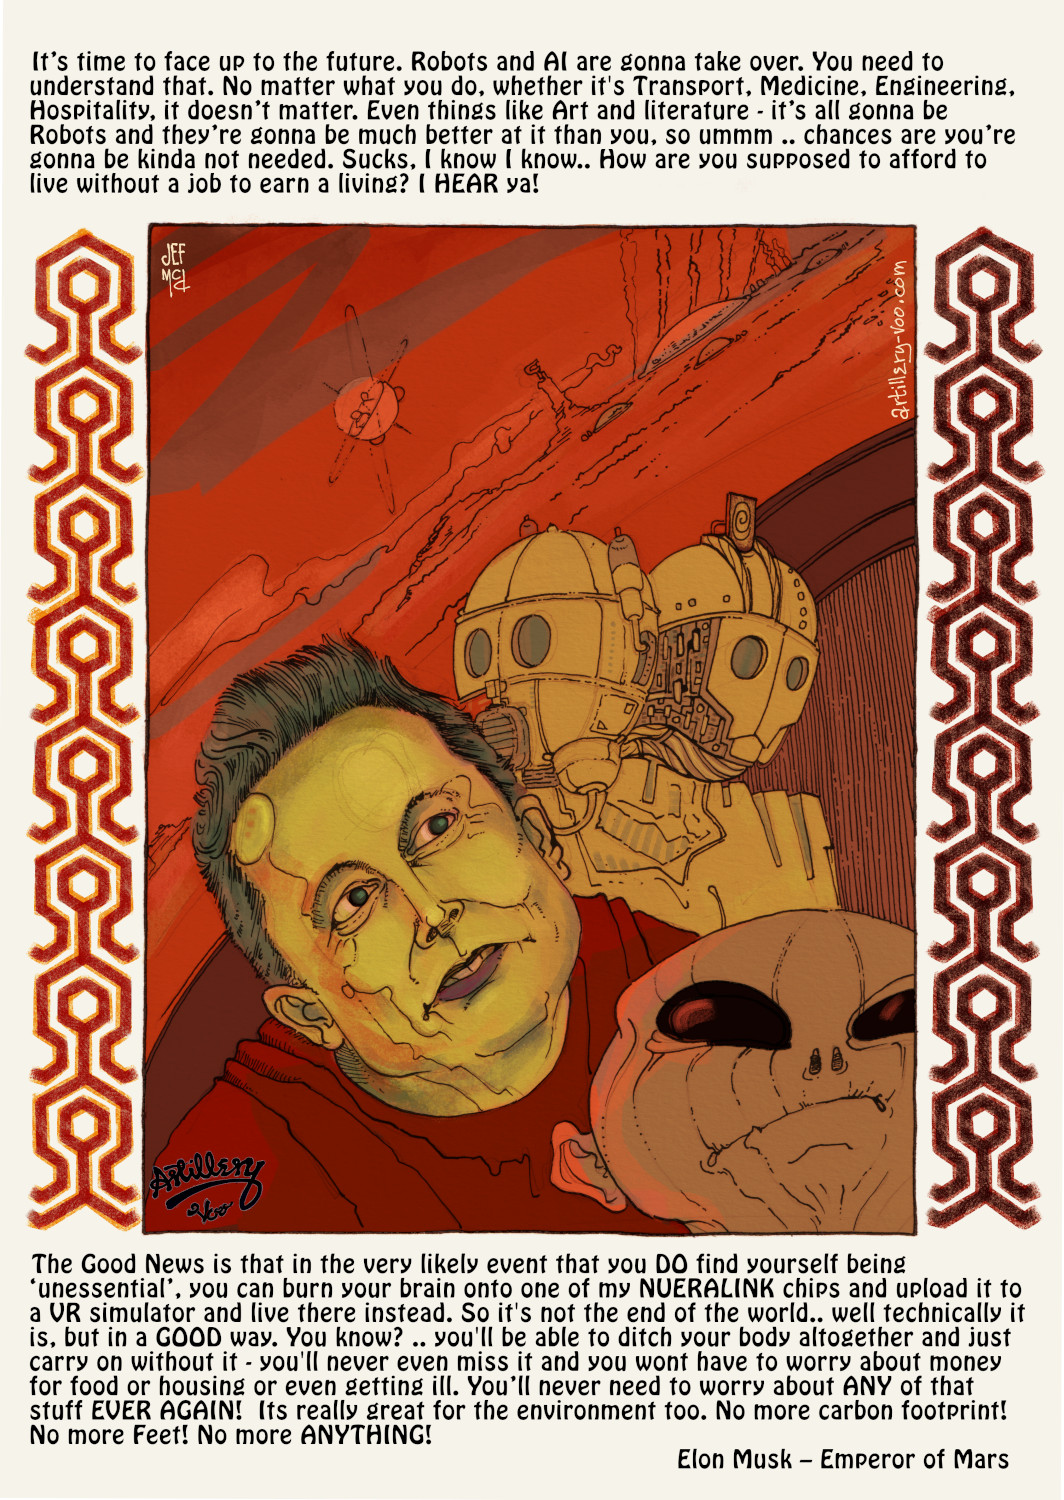 It's time to face up to the future. Robots and AI are gonna take over. You need to
understand that. No matter what you do, whether it's Transport, Medicine, Engineering,
Hospitality, it doesn't matter. Even things like Art and literature - it's all gonna be
Robots and they're gonna be much better at it than you, so ummm .. chances are you're
gonna be kinda not needed. Sucks, I know I know.. How are you supposed to afford to
live without a job to earn a living? I HEAR ya!
JEF
MCA
artillery-voo.com
Artillery
Voo
The Good News is that in the very likely event that you DO find yourself being
‘unessential’, you can burn your brain onto one of my NUERALINK chips and upload it to
a VR simulator and live there instead. So it's not the end of the world.. well technically it
is, but in a GOOD way. You know? .. you'll be able to ditch your body altogether and just
carry on without it - you'll never even miss it and you wont have to worry about money
for food or housing or even getting ill. You'll never need to worry about ANY of that
stuff EVER AGAIN! Its really great for the environment too. No more carbon footprint!
No more Feet! No more ANYTHING!
Elon Musk – Emperor of Mars